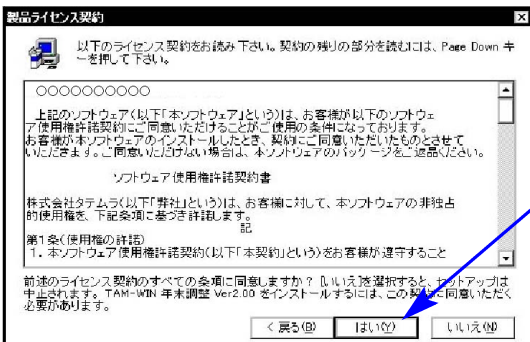 製品ライセンス契約
以下のライセンス契約をお読み下さい。契約の残りの部分を読むには、Page Down キ
ーを押して下さい。
○○○○○○○○○○
上記のソフトウェア(以下「本ソフトウェア」という)は、お客様が以下のソフトウェ
ア使用権許諾契約にご同意いただけることがご使用の条件になっております。
お客様が本ソフトウェアのインストールしたとき、契約にご同意いただいたものとさせて
いただきます。ご同意いただけない場合は、本ソフトウェアのパッケージをご返品ください。
ソフトウェア使用権許諾契約書
株式会社タテムラ(以下「弊社」という)は、お客様に対して、本ソフトウェアの非独占
的使用権を、下記条項に基づき許諾します。
記
第1条(使用権の許諾)
1. 本ソフトウェア使用権許諾契約(以下「本契約」という)をお客様が遵守すること
前述のライセンス契約のすべての条項に同意しますか? [いいえ]を選択すると、セットアップは
中止されます。TAM-WIN 年末調整 Ver2.00 をインストールするには、この契約に同意いただく
必要があります。
< 戻る(B)
はい(Y)
いいえ(N)